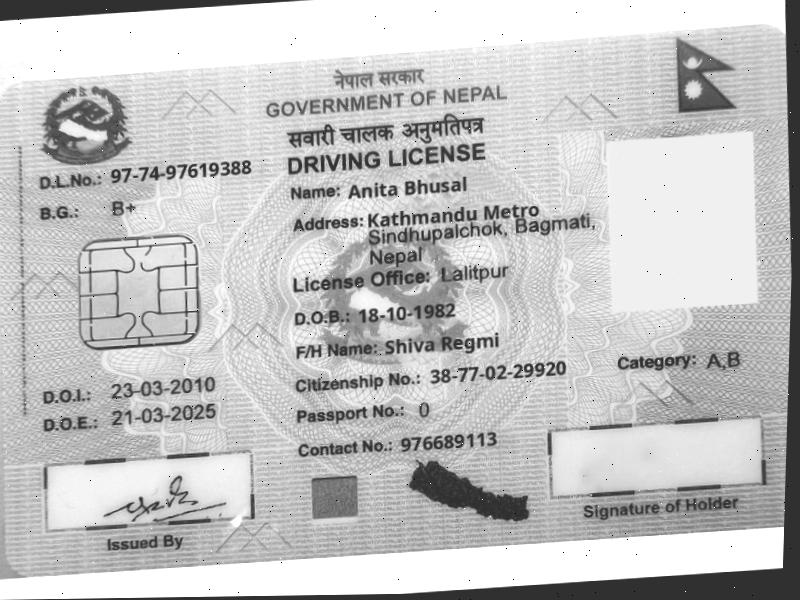 नेपाल सरकार
GOVERNMENT OF NEPAL
सवारी चालक अनुमतिपत्र
DRIVING LICENSE
D.L.No.: 97-74-97619388
B.G.: B+
Name: Anita Bhusal
Address: Kathmandu Metro
Sindhupalchok, Bagmati,
Nepal
License Office: Lalitpur
D.O.B.: 18-10-1982
F/H Name: Shiva Regmi
Citizenship No.: 38-77-02-29920
Passport No.: 0
Contact No.: 976689113
Category: A,B
D.O.I.: 23-03-2010
D.O.E.: 21-03-2025
Issued By
Signature of Holder